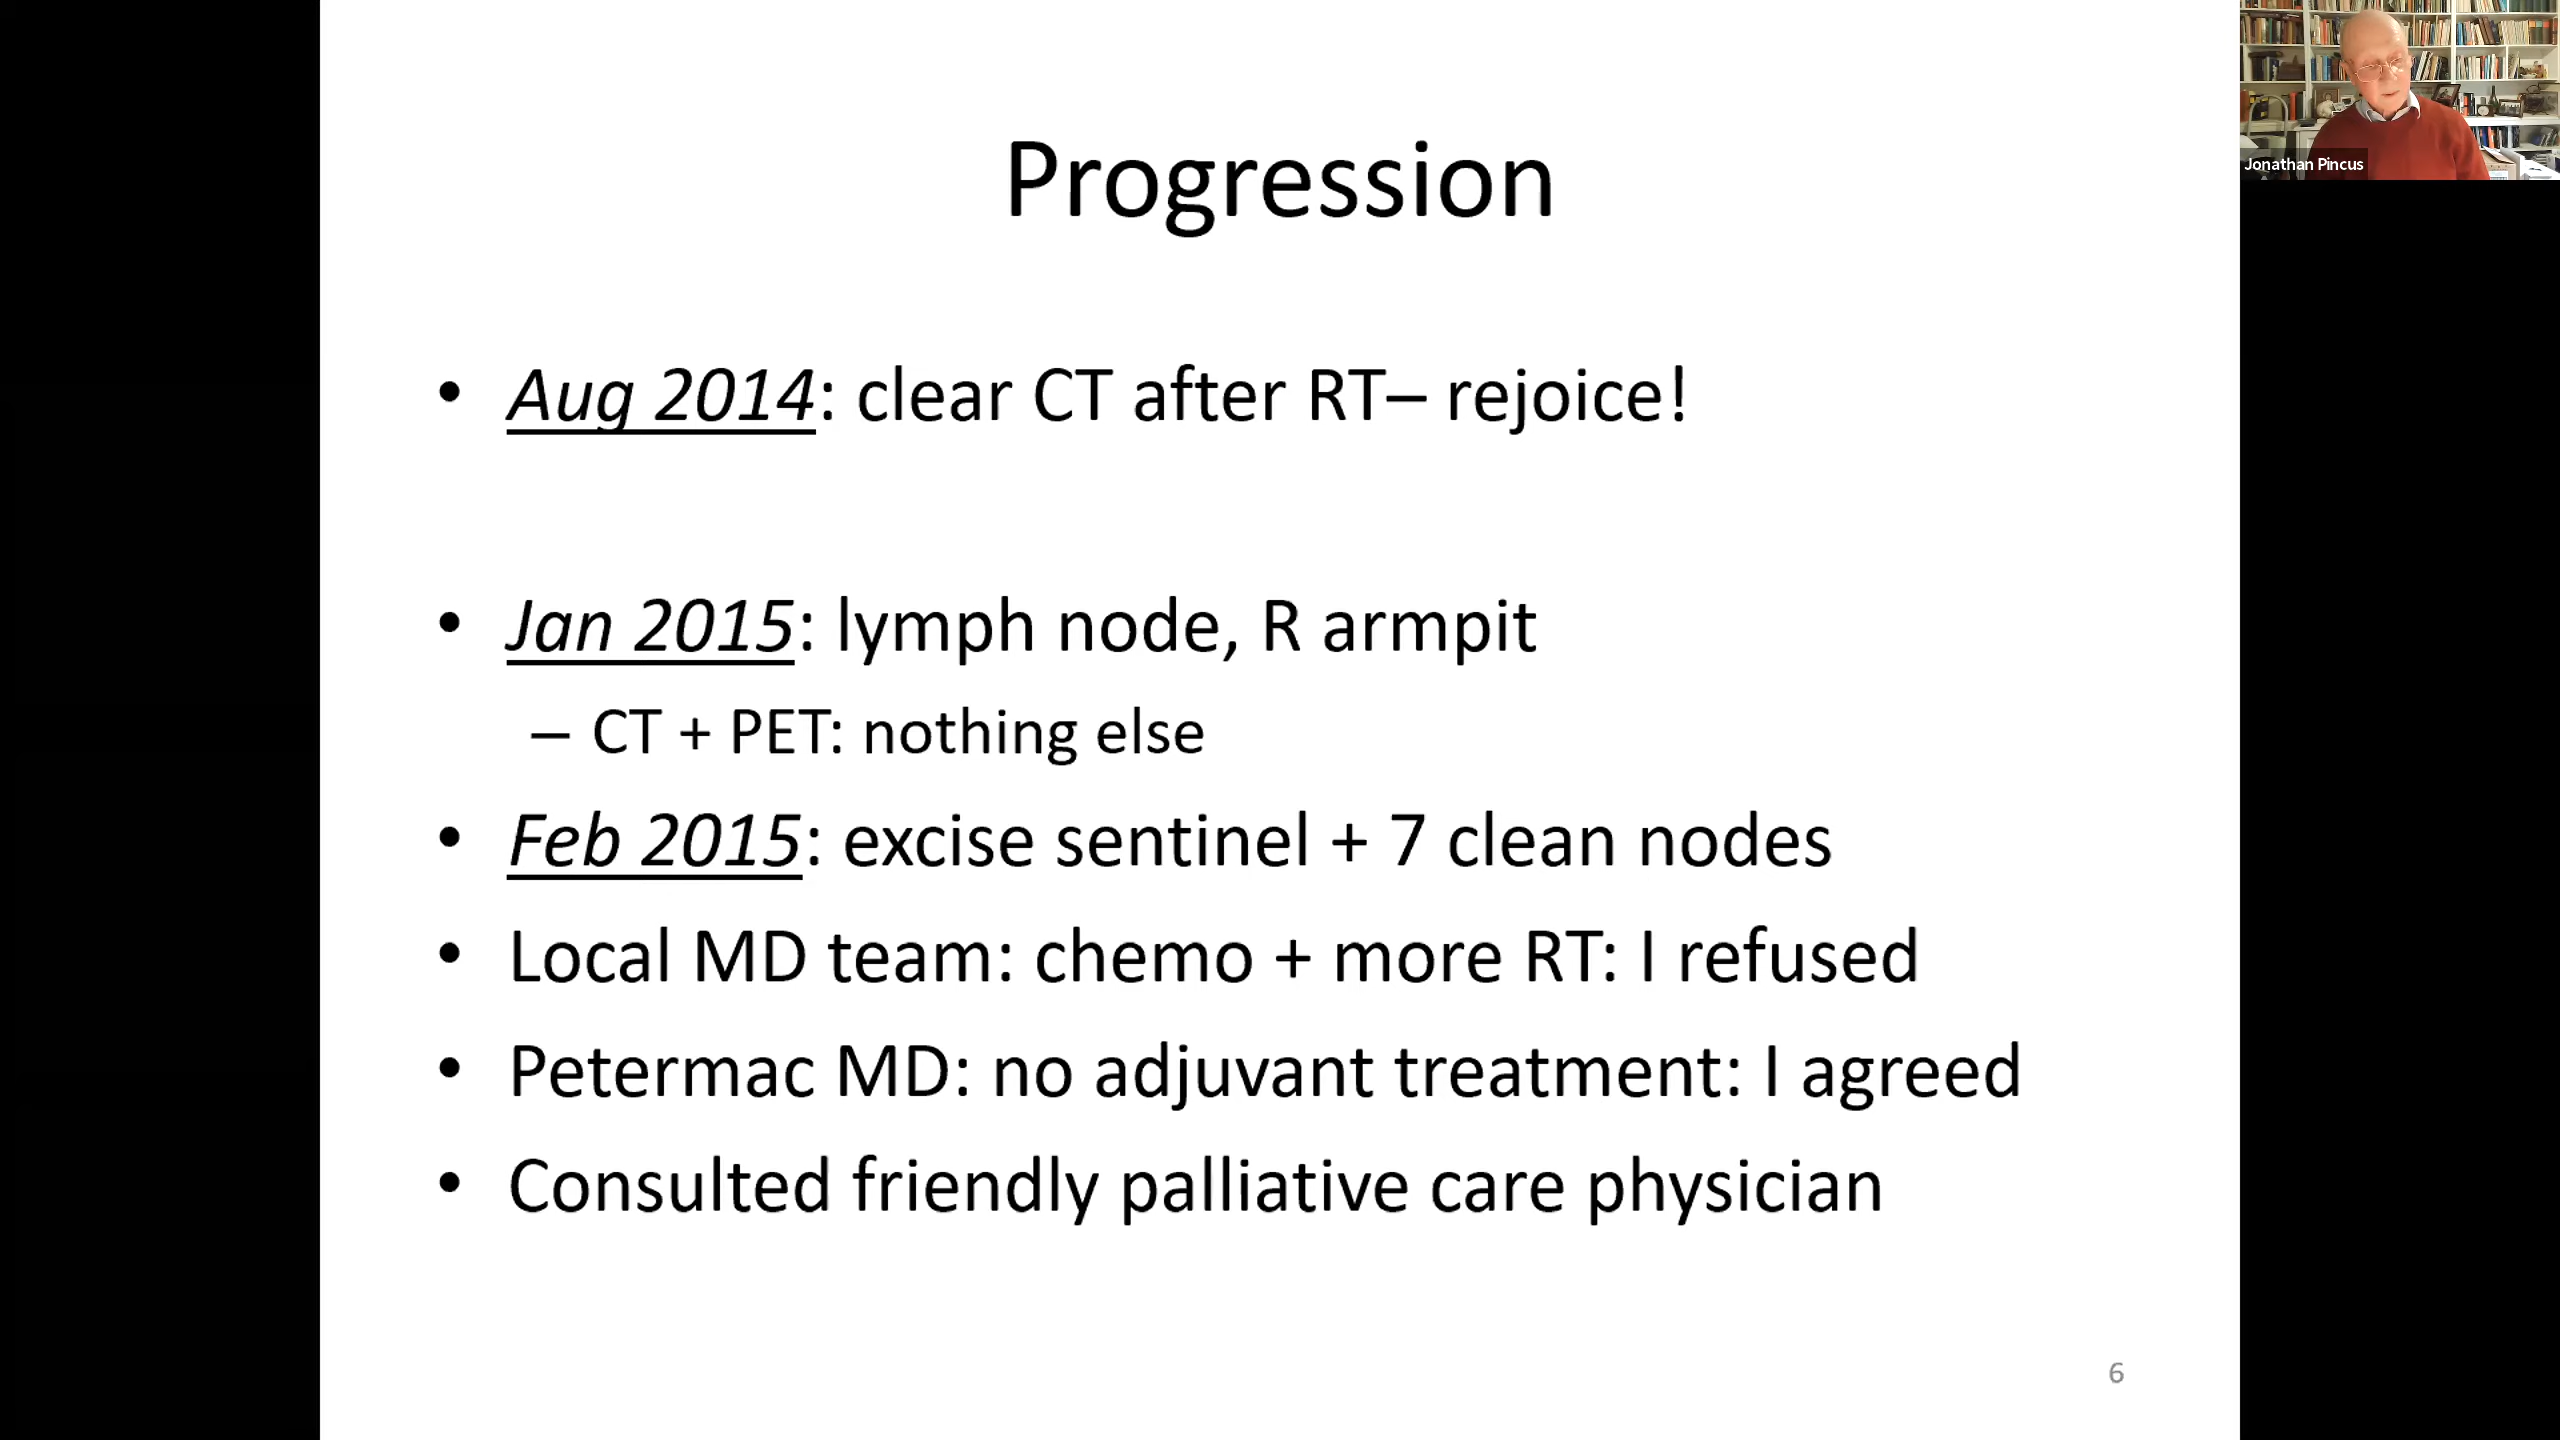 Progression
• Aug 2014: clear CT after RT– rejoice!
• Jan 2015: lymph node, R armpit
– CT + PET: nothing else
• Feb 2015: excise sentinel + 7 clean nodes
• Local MD team: chemo + more RT: I refused
• Petermac MD: no adjuvant treatment: I agreed
• Consulted friendly palliative care physician
6
Jonathan Pincus